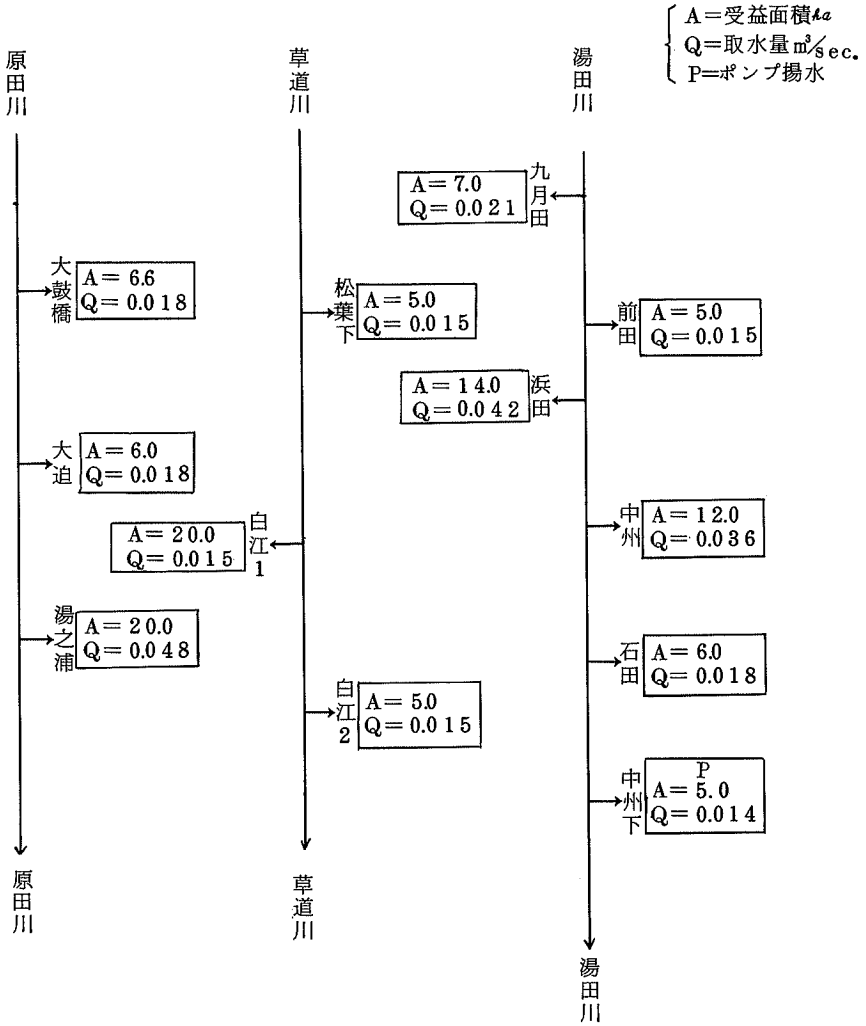 A=受益面積ha
Q=取水量m³/sec.
P=ポンプ揚水
原田川
大鼓橋
A= 6.6
Q= 0.018
大迫
A= 6.0
Q= 0.018
湯之浦
A= 20.0
Q= 0.048
原田川
草道川
松葉下
A= 5.0
Q= 0.015
白江1
A= 20.0
Q= 0.015
白江2
A= 5.0
Q= 0.015
草道川
湯田川
九月田
A= 7.0
Q= 0.021
前田
A= 5.0
Q= 0.015
浜田
A= 14.0
Q= 0.042
中州
A= 12.0
Q= 0.036
石田
A= 6.0
Q= 0.018
中州下
P
A= 5.0
Q= 0.014
湯田川